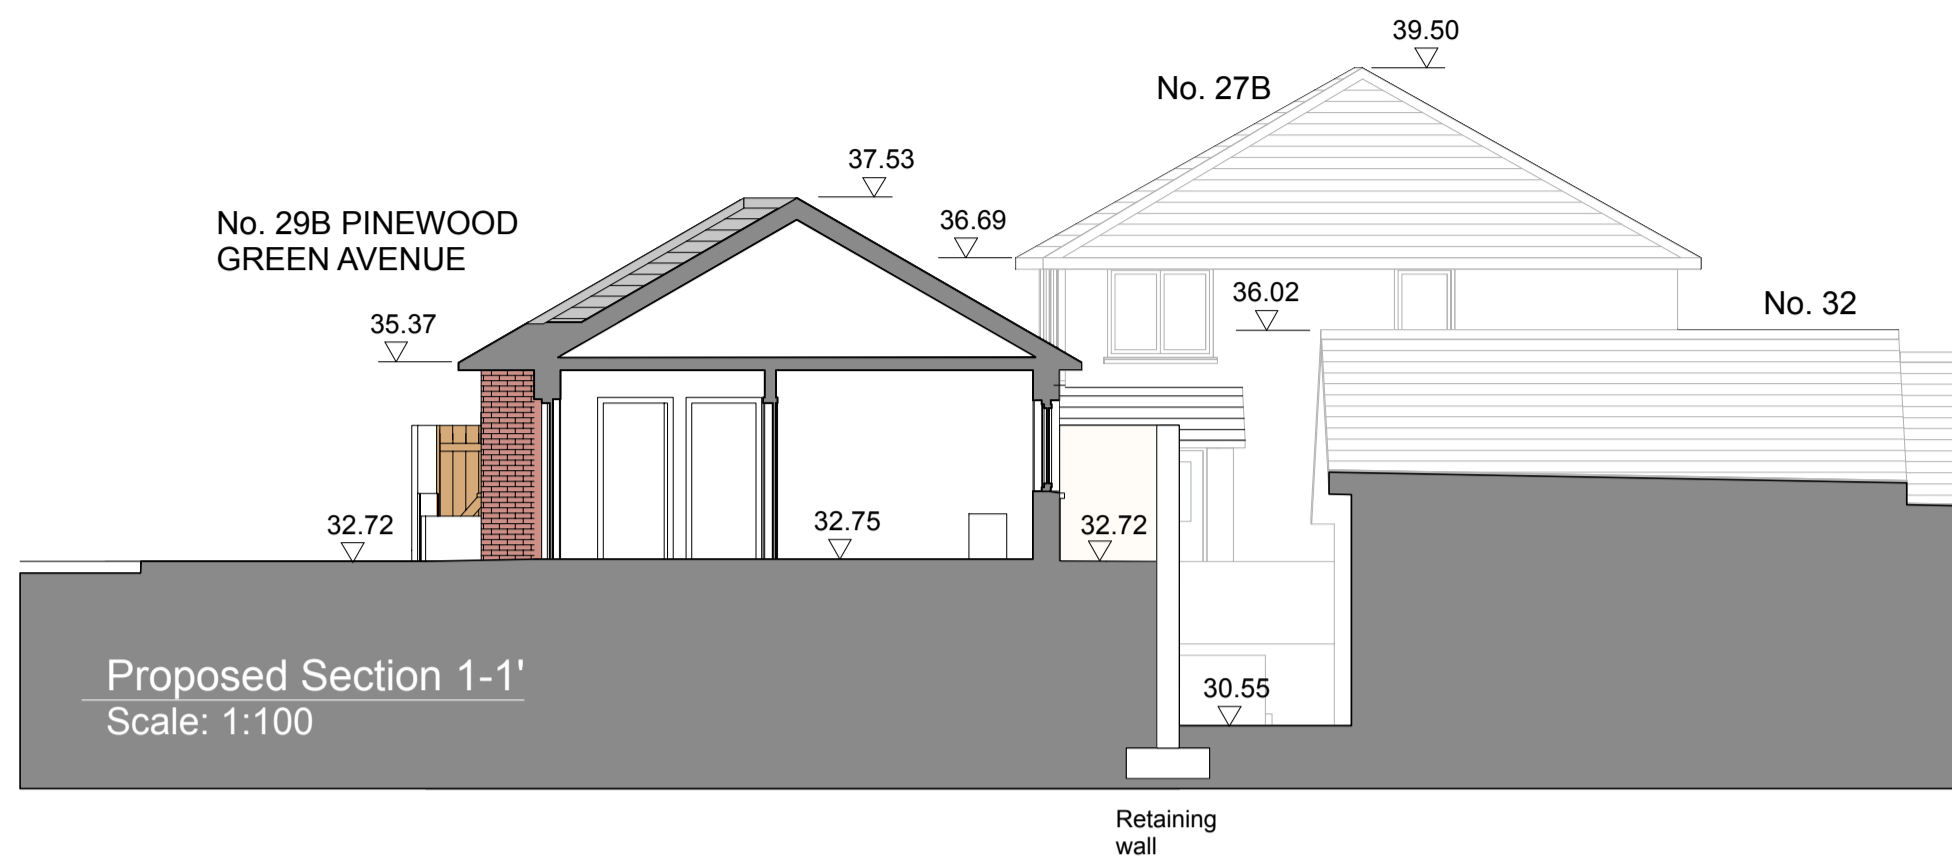 39.50
No. 27B
37.53
No. 29B PINEWOOD
GREEN AVENUE
36.69
36.02
No. 32
35.37
32.72
32.75
32.72
Proposed Section 1-1'
Scale: 1:100
30.55
Retaining
wall